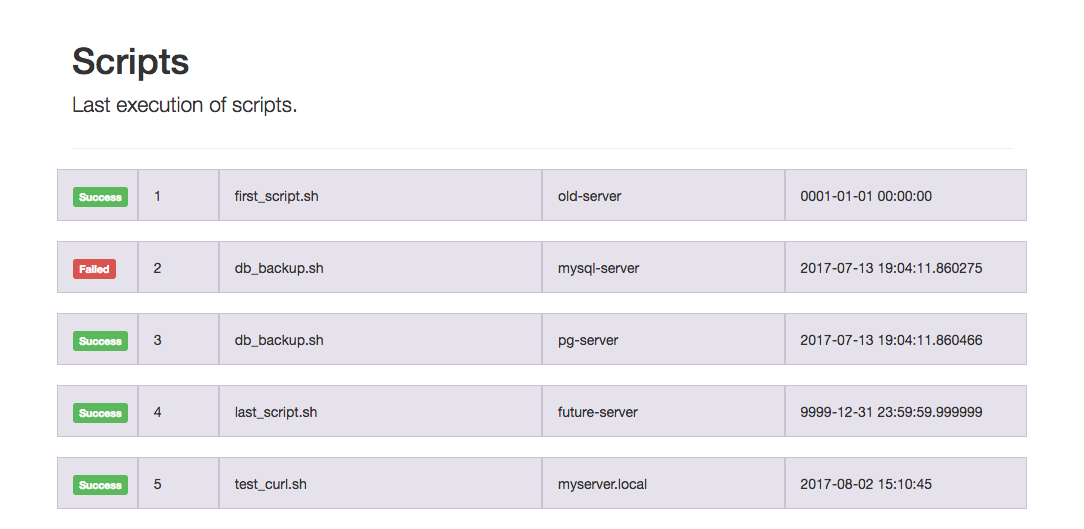 Scripts
Last execution of scripts.
Success 1 first_script.sh old-server 0001-01-01 00:00:00
Failed 2 db_backup.sh mysql-server 2017-07-13 19:04:11.860275
Success 3 db_backup.sh pg-server 2017-07-13 19:04:11.860466
Success 4 last_script.sh future-server 9999-12-31 23:59:59.999999
Success 5 test_curl.sh myserver.local 2017-08-02 15:10:45